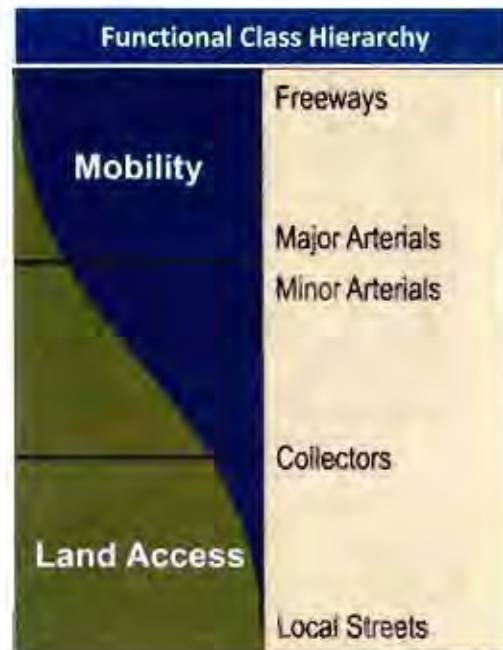 Functional Class Hierarchy
Freeways
Mobility
Major Arterials
Minor Arterials
Collectors
Land Access
Local Streets